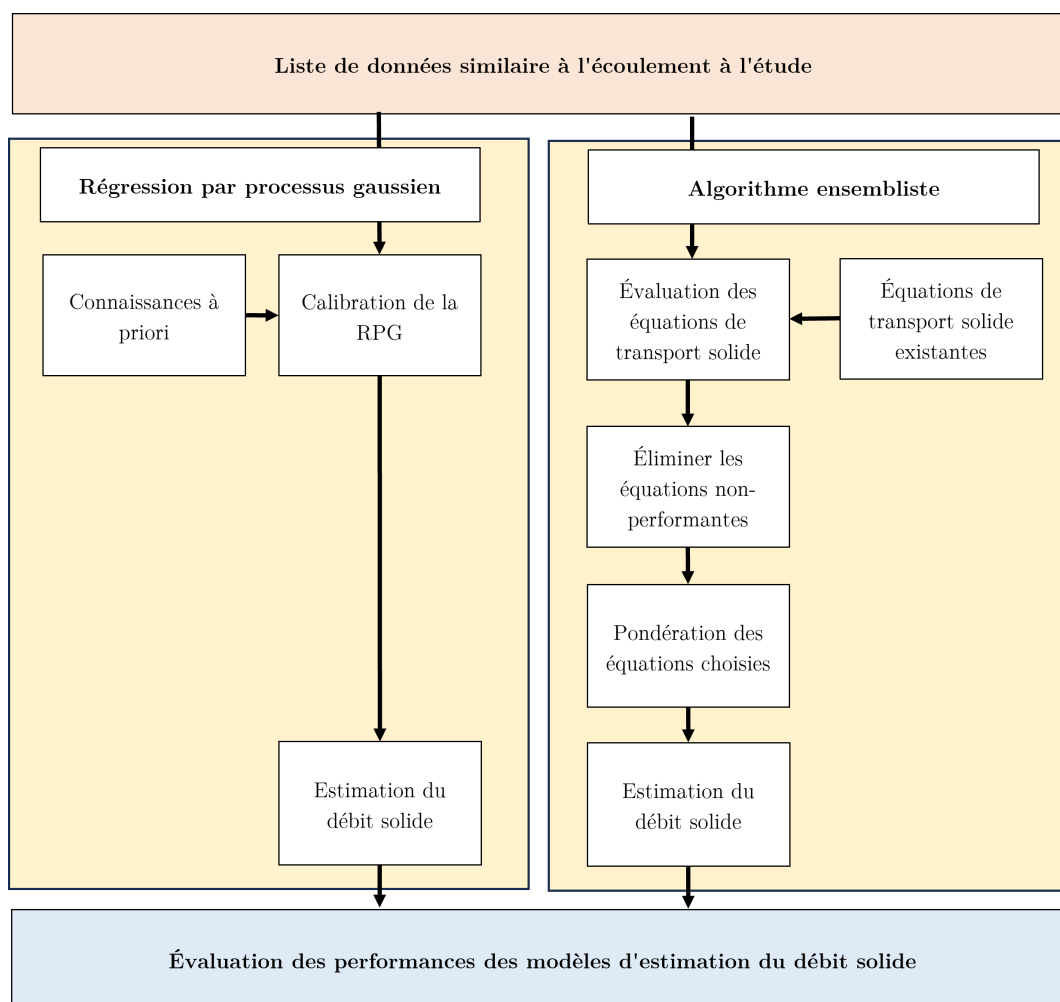 Liste de données similaire à l'écoulement à l'étude
Régression par processus gaussien
Connaissances à
priori
Calibration de la
RPG
Estimation du
débit solide
Algorithme ensembliste
Évaluation des
équations de
transport solide
Équations de
transport solide
existantes
Éliminer les
équations non-
performantes
Pondération des
équations choisies
Estimation du
débit solide
Évaluation des performances des modèles d'estimation du débit solide